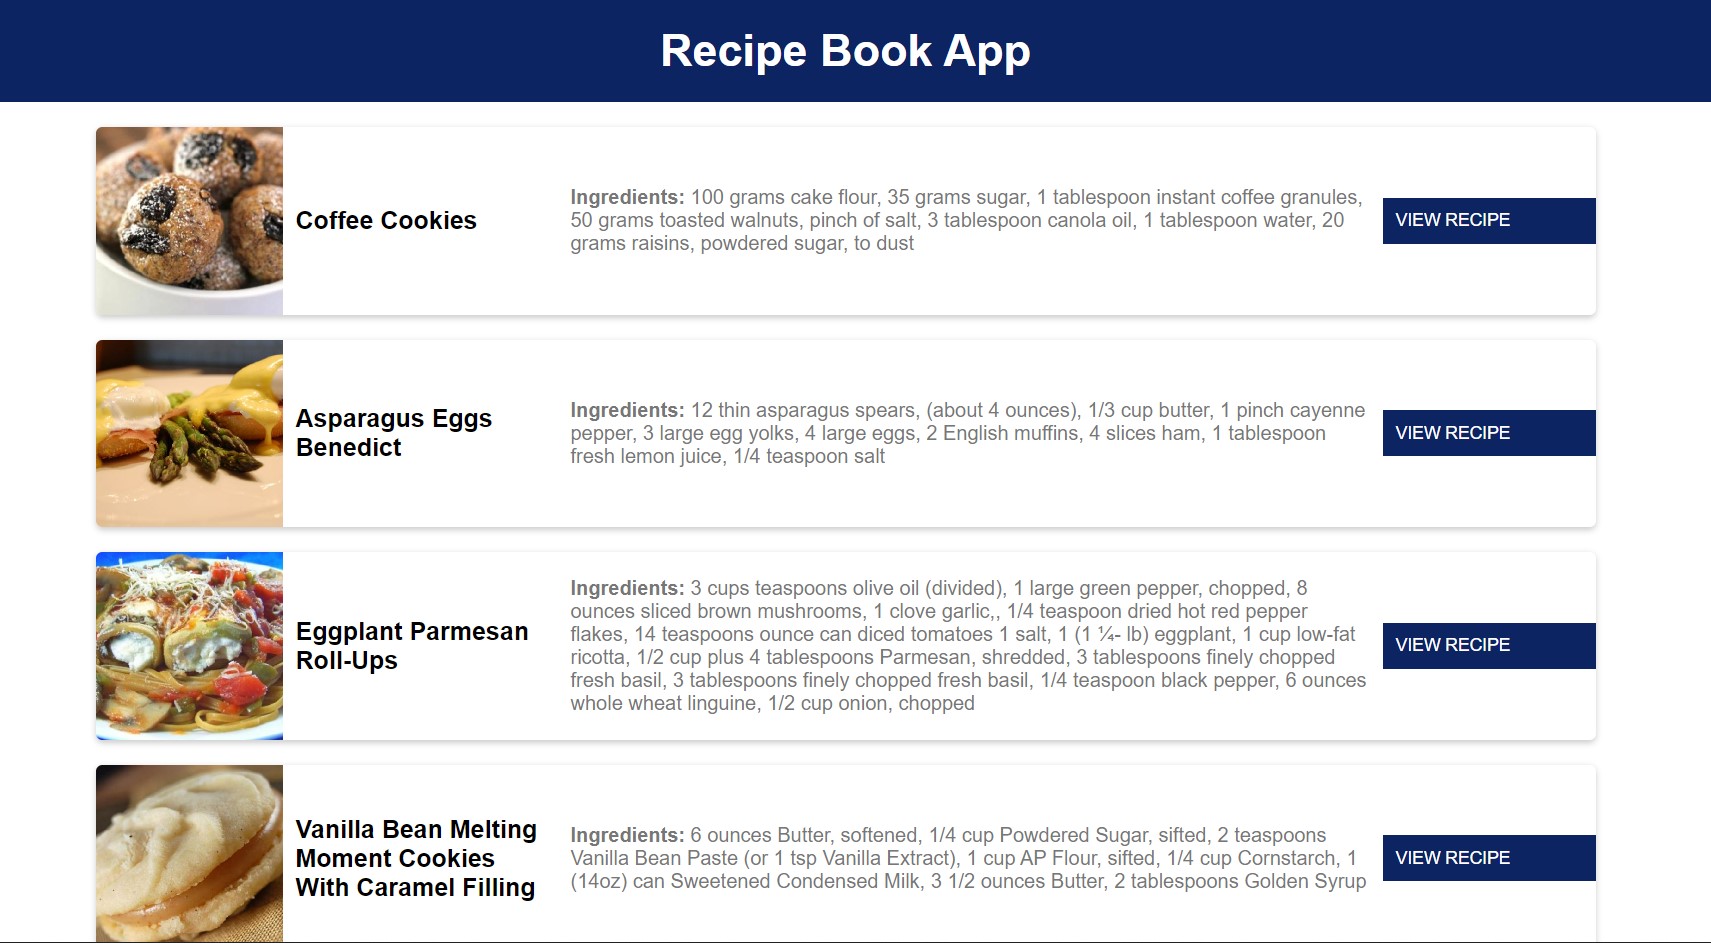 Recipe Book App
Coffee Cookies
Ingredients: 100 grams cake flour, 35 grams sugar, 1 tablespoon instant coffee granules,
50 grams toasted walnuts, pinch of salt, 3 tablespoon canola oil, 1 tablespoon water, 20
grams raisins, powdered sugar, to dust
VIEW RECIPE
Asparagus Eggs
Benedict
Ingredients: 12 thin asparagus spears, (about 4 ounces), 1/3 cup butter, 1 pinch cayenne
pepper, 3 large egg yolks, 4 large eggs, 2 English muffins, 4 slices ham, 1 tablespoon
fresh lemon juice, 1/4 teaspoon salt
VIEW RECIPE
Eggplant Parmesan
Roll-Ups
Ingredients: 3 cups teaspoons olive oil (divided), 1 large green pepper, chopped, 8
ounces sliced brown mushrooms, 1 clove garlic,, 1/4 teaspoon dried hot red pepper
flakes, 14 teaspoons ounce can diced tomatoes 1 salt, 1 (1 ¼- lb) eggplant, 1 cup low-fat
ricotta, 1/2 cup plus 4 tablespoons Parmesan, shredded, 3 tablespoons finely chopped
fresh basil, 3 tablespoons finely chopped fresh basil, 1/4 teaspoon black pepper, 6 ounces
whole wheat linguine, 1/2 cup onion, chopped
VIEW RECIPE
Vanilla Bean Melting
Moment Cookies
With Caramel Filling
Ingredients: 6 ounces Butter, softened, 1/4 cup Powdered Sugar, sifted, 2 teaspoons
Vanilla Bean Paste (or 1 tsp Vanilla Extract), 1 cup AP Flour, sifted, 1/4 cup Cornstarch, 1
(14oz) can Sweetened Condensed Milk, 3 1/2 ounces Butter, 2 tablespoons Golden Syrup
VIEW RECIPE